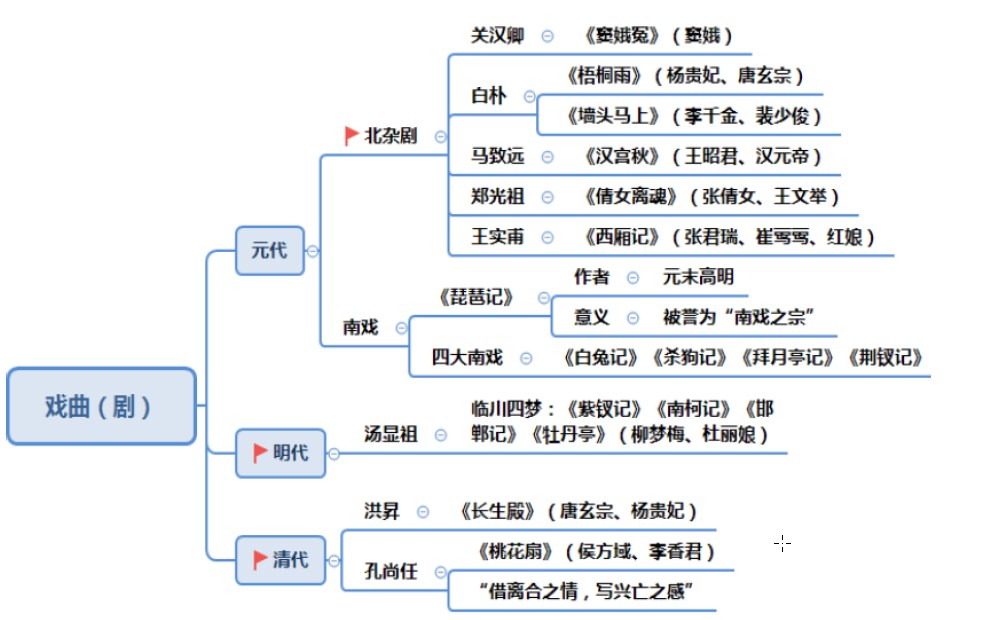 关汉卿 《窦娥冤》（窦娥）
《梧桐雨》（杨贵妃、唐玄宗）
白朴
《墙头马上》（李千金、裴少俊）
北杂剧
马致远 《汉宫秋》（王昭君、汉元帝）
郑光祖 《倩女离魂》（张倩女、王文举）
王实甫 《西厢记》（张君瑞、崔莺莺、红娘）
元代
作者 元末高明
《琵琶记》
意义 被誉为“南戏之宗”
南戏
四大南戏 《白兔记》《杀狗记》《拜月亭记》《荆钗记》
戏曲（剧）
临川四梦：《紫钗记》《南柯记》《邯
郸记》《牡丹亭》（柳梦梅、杜丽娘）
汤显祖
明代
洪昇 《长生殿》（唐玄宗、杨贵妃）
《桃花扇》（侯方域、李香君）
清代
孔尚任
“借离合之情，写兴亡之感”